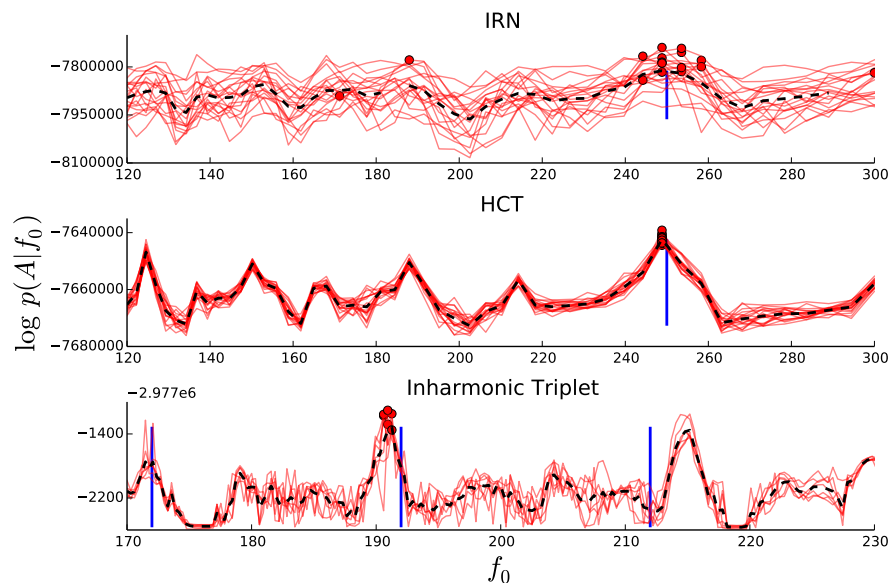 IRN
−7800000
−7950000
−8100000
120 140 160 180 200 220 240 260 280 300
HCT
−7640000
−7660000
−7680000
120 140 160 180 200 220 240 260 280 300
log p(A|f₀)
Inharmonic Triplet
−2.977e6
−1400
−2200
170 180 190 200 210 220 230
f₀